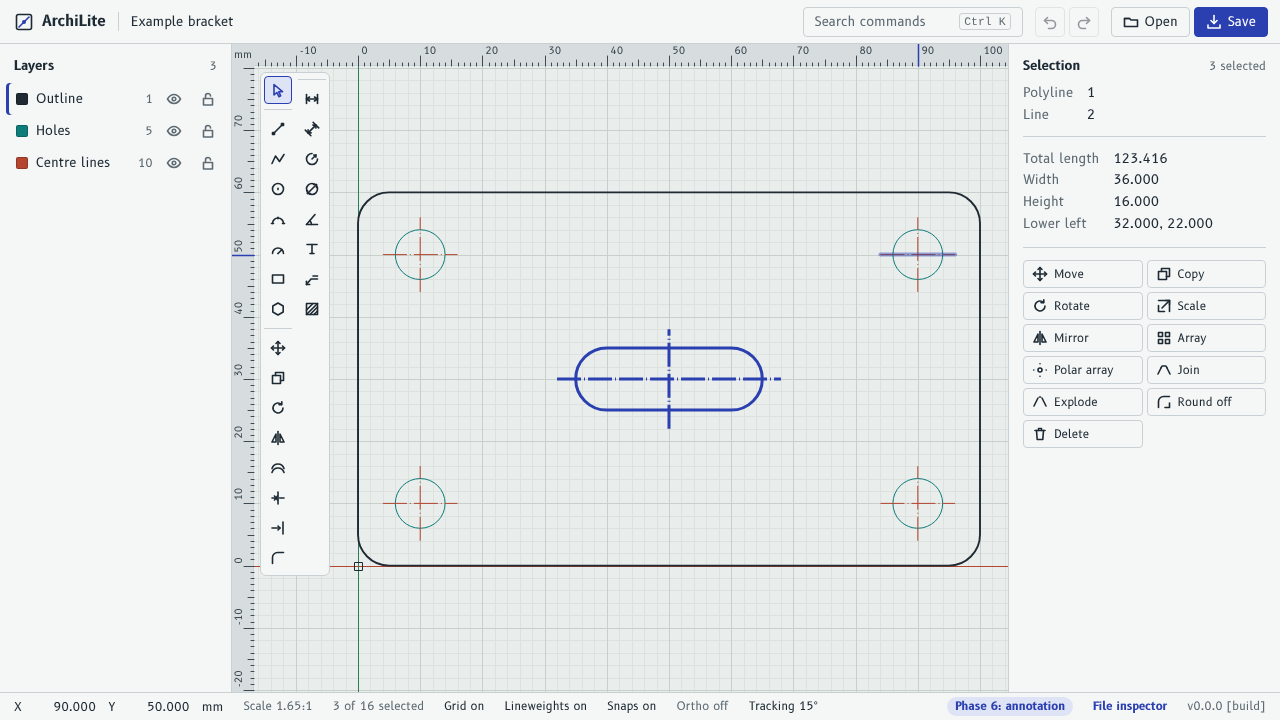 ArchiLite
Example bracket
Search commands
Ctrl K
Open
Save
Layers
3
Outline 1
Holes 5
Centre lines 10
mm
-10 0 10 20 30 40 50 60 70 80 90 100
70
60
50
40
30
20
10
0
-10
-20
Selection
3 selected
Polyline 1
Line 2
Total length 123.416
Width 36.000
Height 16.000
Lower left 32.000, 22.000
Move Copy
Rotate Scale
Mirror Array
Polar array Join
Explode Round off
Delete
X 90.000 Y 50.000 mm Scale 1.65:1 3 of 16 selected Grid on Lineweights on Snaps on Ortho off Tracking 15° Phase 6: annotation File inspector v0.0.0 [build]